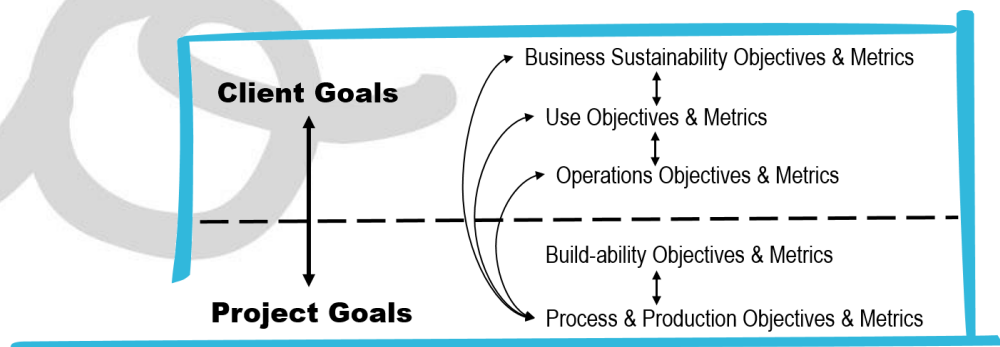 Client Goals
Project Goals
Business Sustainability Objectives & Metrics
Use Objectives & Metrics
Operations Objectives & Metrics
Build-ability Objectives & Metrics
Process & Production Objectives & Metrics